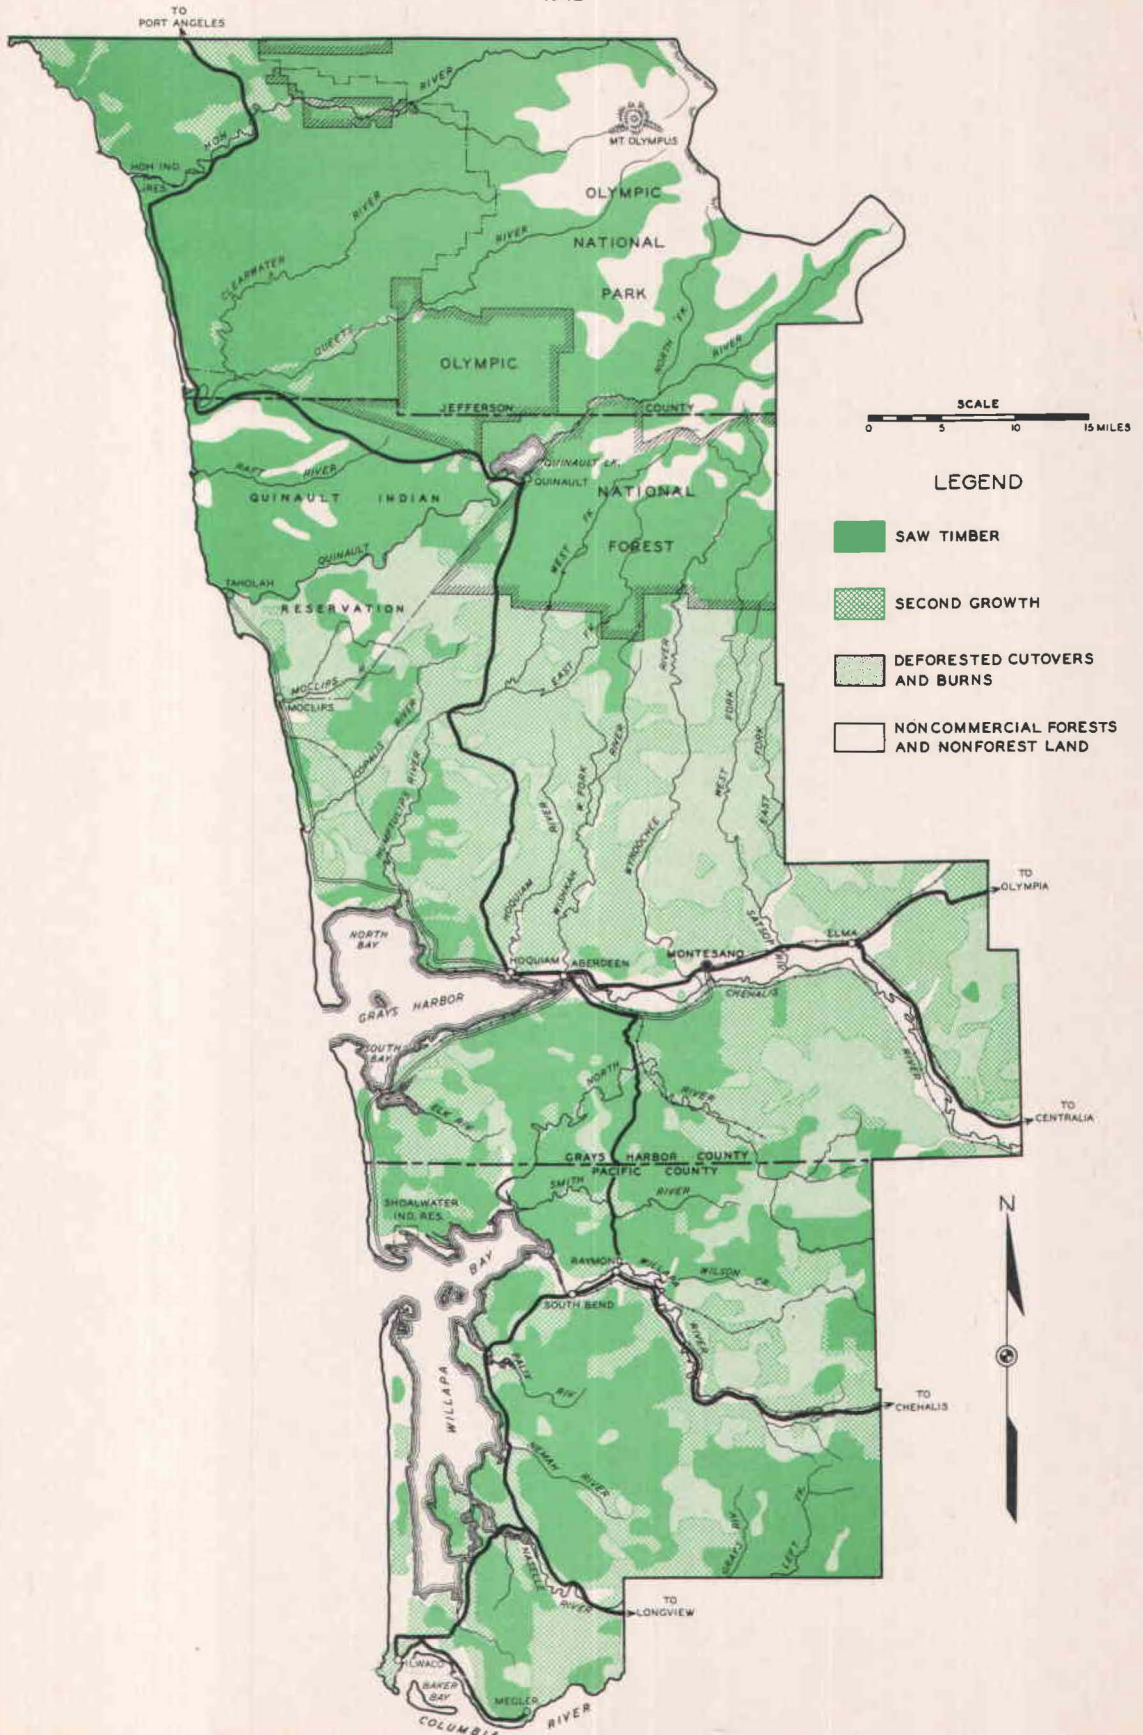 TO
PORT ANGELES
RIVER
MT. OLYMPUS
HOH
HOH IND.
RES.
OLYMPIC
RIVER
RIVER
NATIONAL
CLEARWATER
PARK
QUEETS
NORTH FK.
RIVER
OLYMPIC
JEFFERSON COUNTY
SCALE
0 5 10 15 MILES
QUINAULT LK.
QUINAULT
RAFT RIVER
QUINAULT INDIAN
NATIONAL
LEGEND
WEST FK.
FOREST
SAW TIMBER
QUINAULT
TAHOLAH
RESERVATION
SECOND GROWTH
EAST FK.
RIVER
MOCLIPS R.
MOCLIPS
DEFORESTED CUTOVERS
AND BURNS
COPALIS RIVER
RIVER
FORK
NONCOMMERCIAL FORESTS
AND NONFOREST LAND
HUMPTULIPS RIVER
RIVER
W. FORK
WEST
EAST FORK
WYNOOCHEE
HOQUIAM
WISHKAH
TO
OLYMPIA
NORTH
BAY
SATSOP RIV.
ELMA
HOQUIAM
ABERDEEN
MONTESANO
CHEHALIS
GRAYS HARBOR
SOUTH
BAY
RIVER
NORTH
RIVER
ELK RIV.
TO
CENTRALIA
GRAYS HARBOR COUNTY
PACIFIC COUNTY
SMITH
RIVER
SHOALWATER
IND. RES.
N
BAY
RAYMOND
WILLAPA
WILSON CR.
SOUTH BEND
RIVER
PALIX
RIV.
WILLAPA
TO
CHEHALIS
NEMAH
RIVER
GRAYS RIV.
LEFT FK.
NASELLE
RIVER
TO
LONGVIEW
ILWACO
BAKER
BAY
MEGLER
COLUMBIA
RIVER